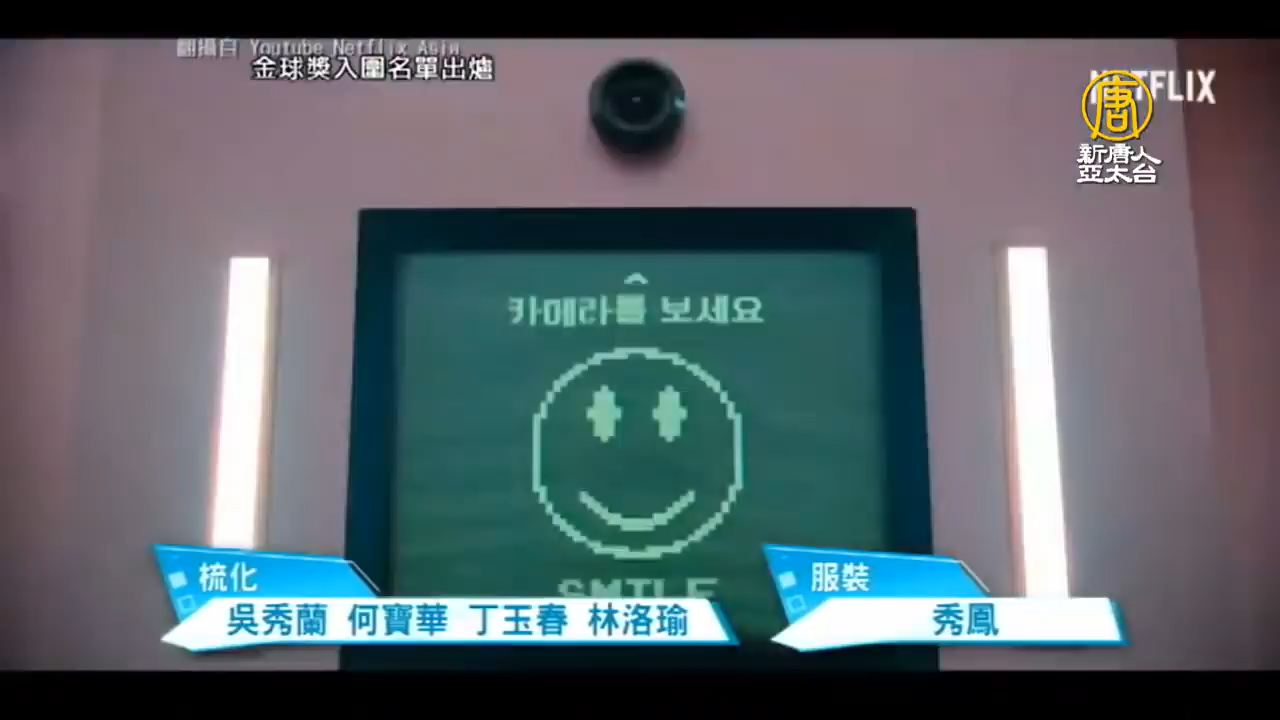 翻攝自 Youtube Netflix Asia
金球獎入圍名單出爐
NETFLIX
唐
新唐人
亞太台
카메라를 보세요
SMILE
梳化
吳秀蘭 何寶華 丁玉春 林洛瑜
服裝
秀鳳